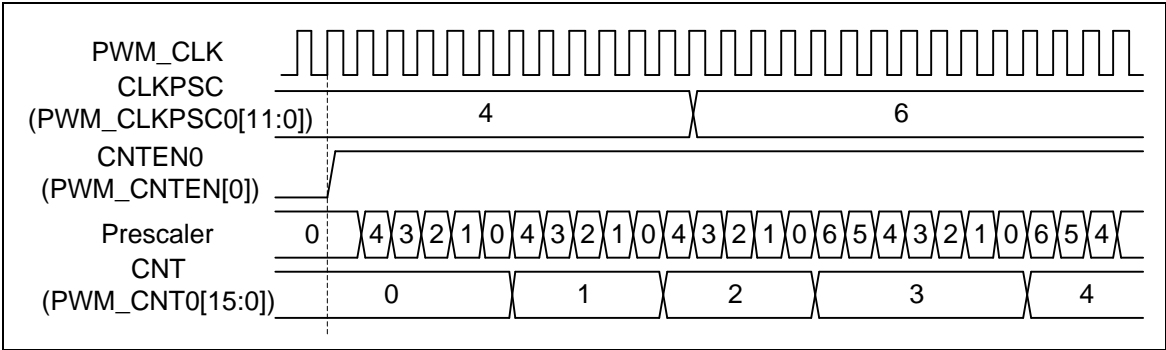 PWM_CLK
CLKPSC
(PWM_CLKPSC0[11:0]) 4 6
CNTEN0
(PWM_CNTEN[0])
Prescaler 0 4 3 2 1 0 4 3 2 1 0 4 3 2 1 0 6 5 4 3 2 1 0 6 5 4
CNT
(PWM_CNT0[15:0]) 0 1 2 3 4